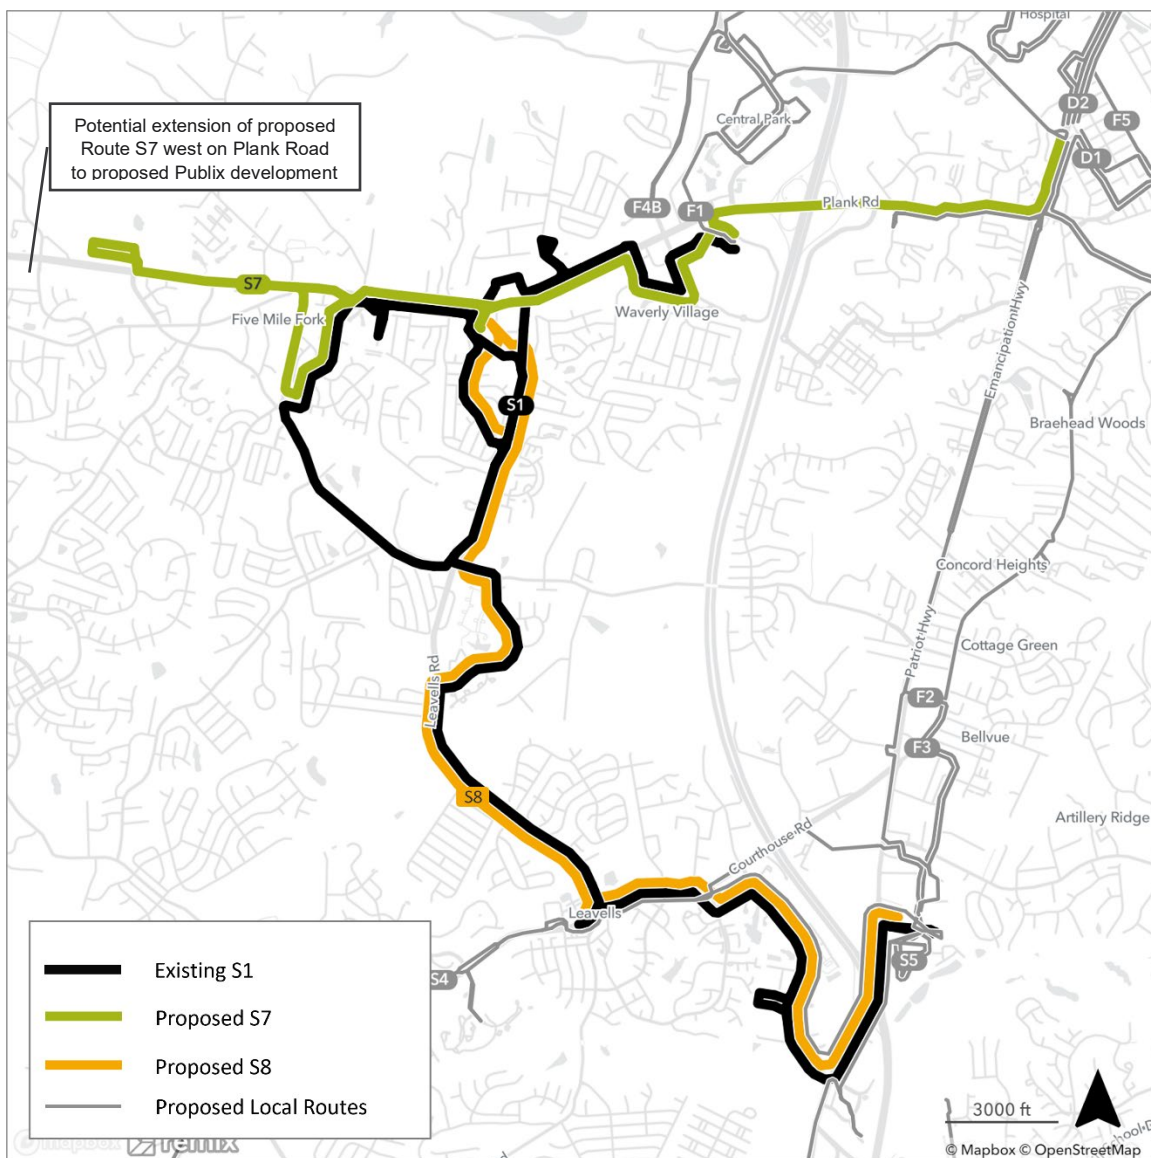 Hospital
D2
F5
D1
Central Park
Potential extension of proposed
Route S7 west on Plank Road
to proposed Publix development
F4B
F1
Plank Rd
S7
Five Mile Fork
Waverly Village
Emancipation Hwy
S1
Braehead Woods
Concord Heights
Patriot Hwy
Cottage Green
Leavells Rd
F2
Bellvue
F3
S8
Artillery Ridge
Courthouse Rd
Leavells
S4
S5
Existing S1
Proposed S7
Proposed S8
Proposed Local Routes
3000 ft
mapbox remix
© Mapbox © OpenStreetMap